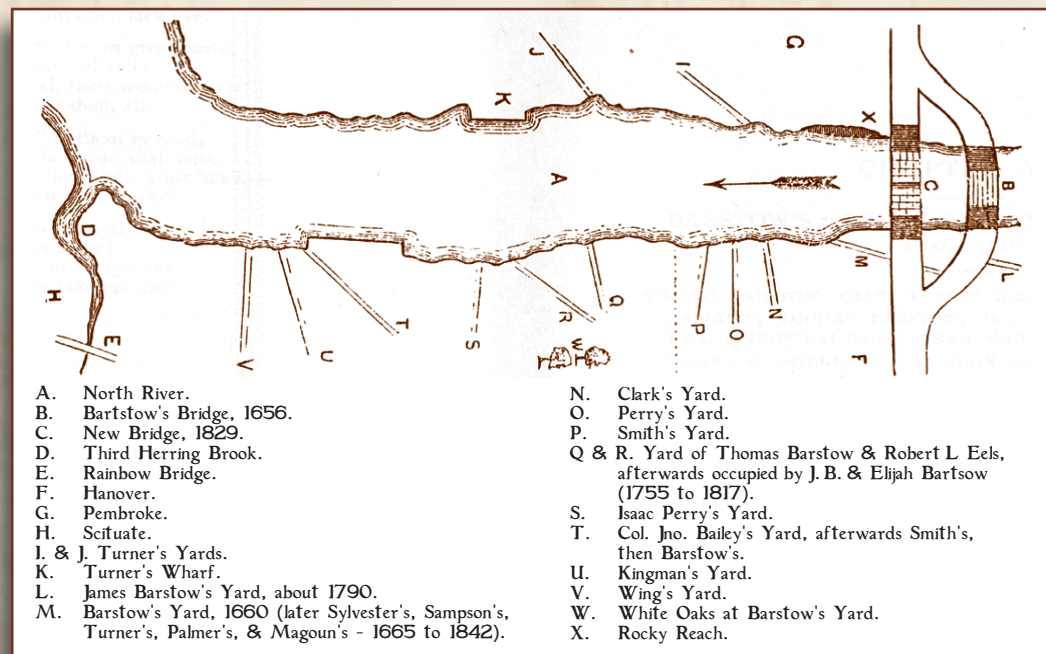 J
I
G
K
X
A
C
B
D
M
L
H
E
V
U
T
S
R
Q
W
P
O
N
F
A. North River.
B. Bartstow's Bridge, 1656.
C. New Bridge, 1829.
D. Third Herring Brook.
E. Rainbow Bridge.
F. Hanover.
G. Pembroke.
H. Scituate.
I. & J. Turner's Yards.
K. Turner's Wharf.
L. James Barstow's Yard, about 1790.
M. Barstow's Yard, 1660 (later Sylvester's, Sampson's,
Turner's, Palmer's, & Magoun's - 1665 to 1842).
N. Clark's Yard.
O. Perry's Yard.
P. Smith's Yard.
Q & R. Yard of Thomas Barstow & Robert L Eels,
afterwards occupied by J. B. & Elijah Bartsow
(1755 to 1817).
S. Isaac Perry's Yard.
T. Col. Jno. Bailey's Yard, afterwards Smith's,
then Barstow's.
U. Kingman's Yard.
V. Wing's Yard.
W. White Oaks at Barstow's Yard.
X. Rocky Reach.